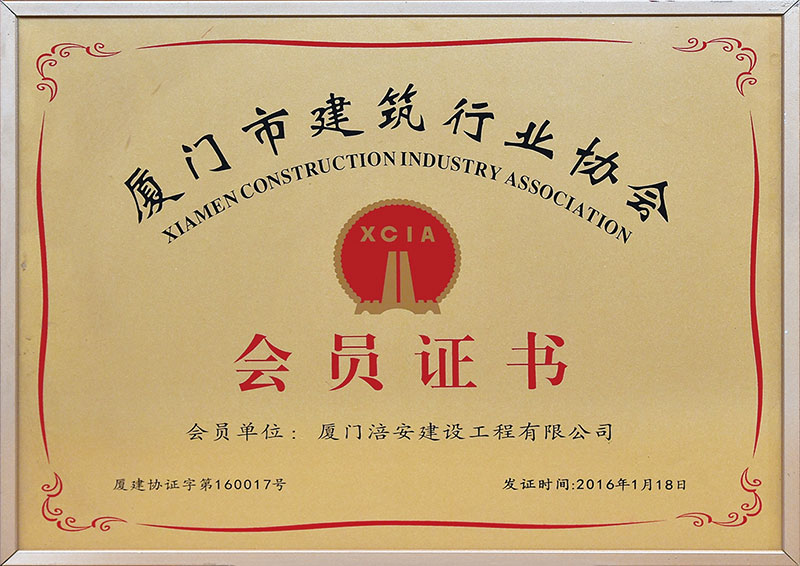 厦门市建筑行业协会
XIAMEN CONSTRUCTION INDUSTRY ASSOCIATION
XCIA
会员证书
会员单位：厦门涪安建设工程有限公司
厦建协证字第160017号
发证时间:2016年1月18日